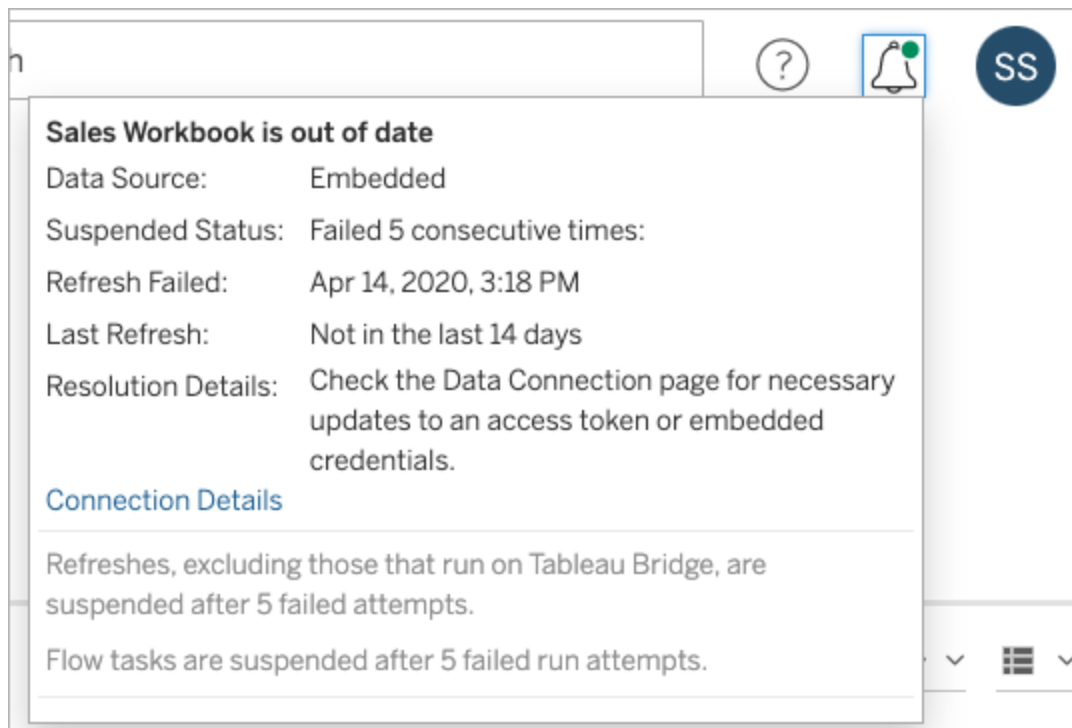 h
?
SS
Sales Workbook is out of date
Data Source: Embedded
Suspended Status: Failed 5 consecutive times:
Refresh Failed: Apr 14, 2020, 3:18 PM
Last Refresh: Not in the last 14 days
Resolution Details: Check the Data Connection page for necessary
updates to an access token or embedded
credentials.
Connection Details
Refreshes, excluding those that run on Tableau Bridge, are
suspended after 5 failed attempts.
Flow tasks are suspended after 5 failed run attempts.